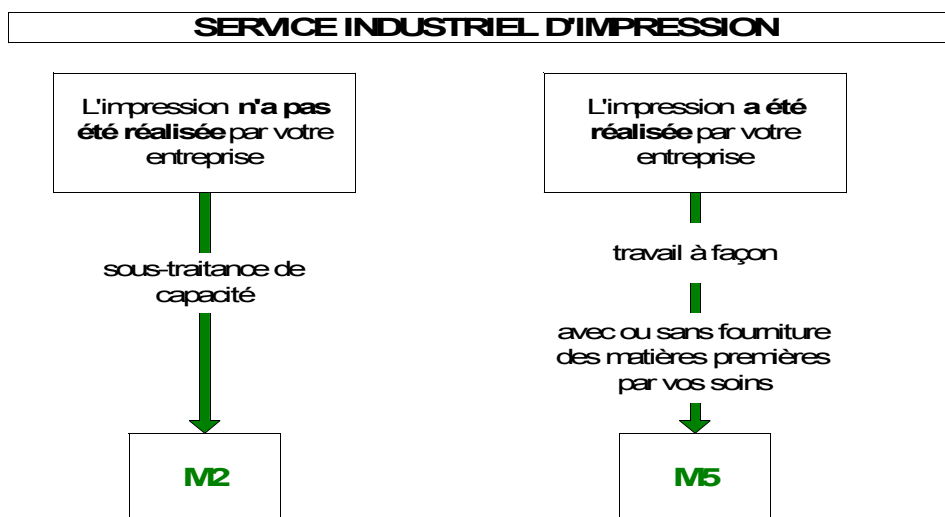 SERVICE INDUSTRIEL D'IMPRESSION
L'impression n'a pas
été réalisée par votre
entreprise
sous-traitance de
capacité
M2
L'impression a été
réalisée par votre
entreprise
travail à façon
avec ou sans fourniture
des matières premières
par vos soins
M5